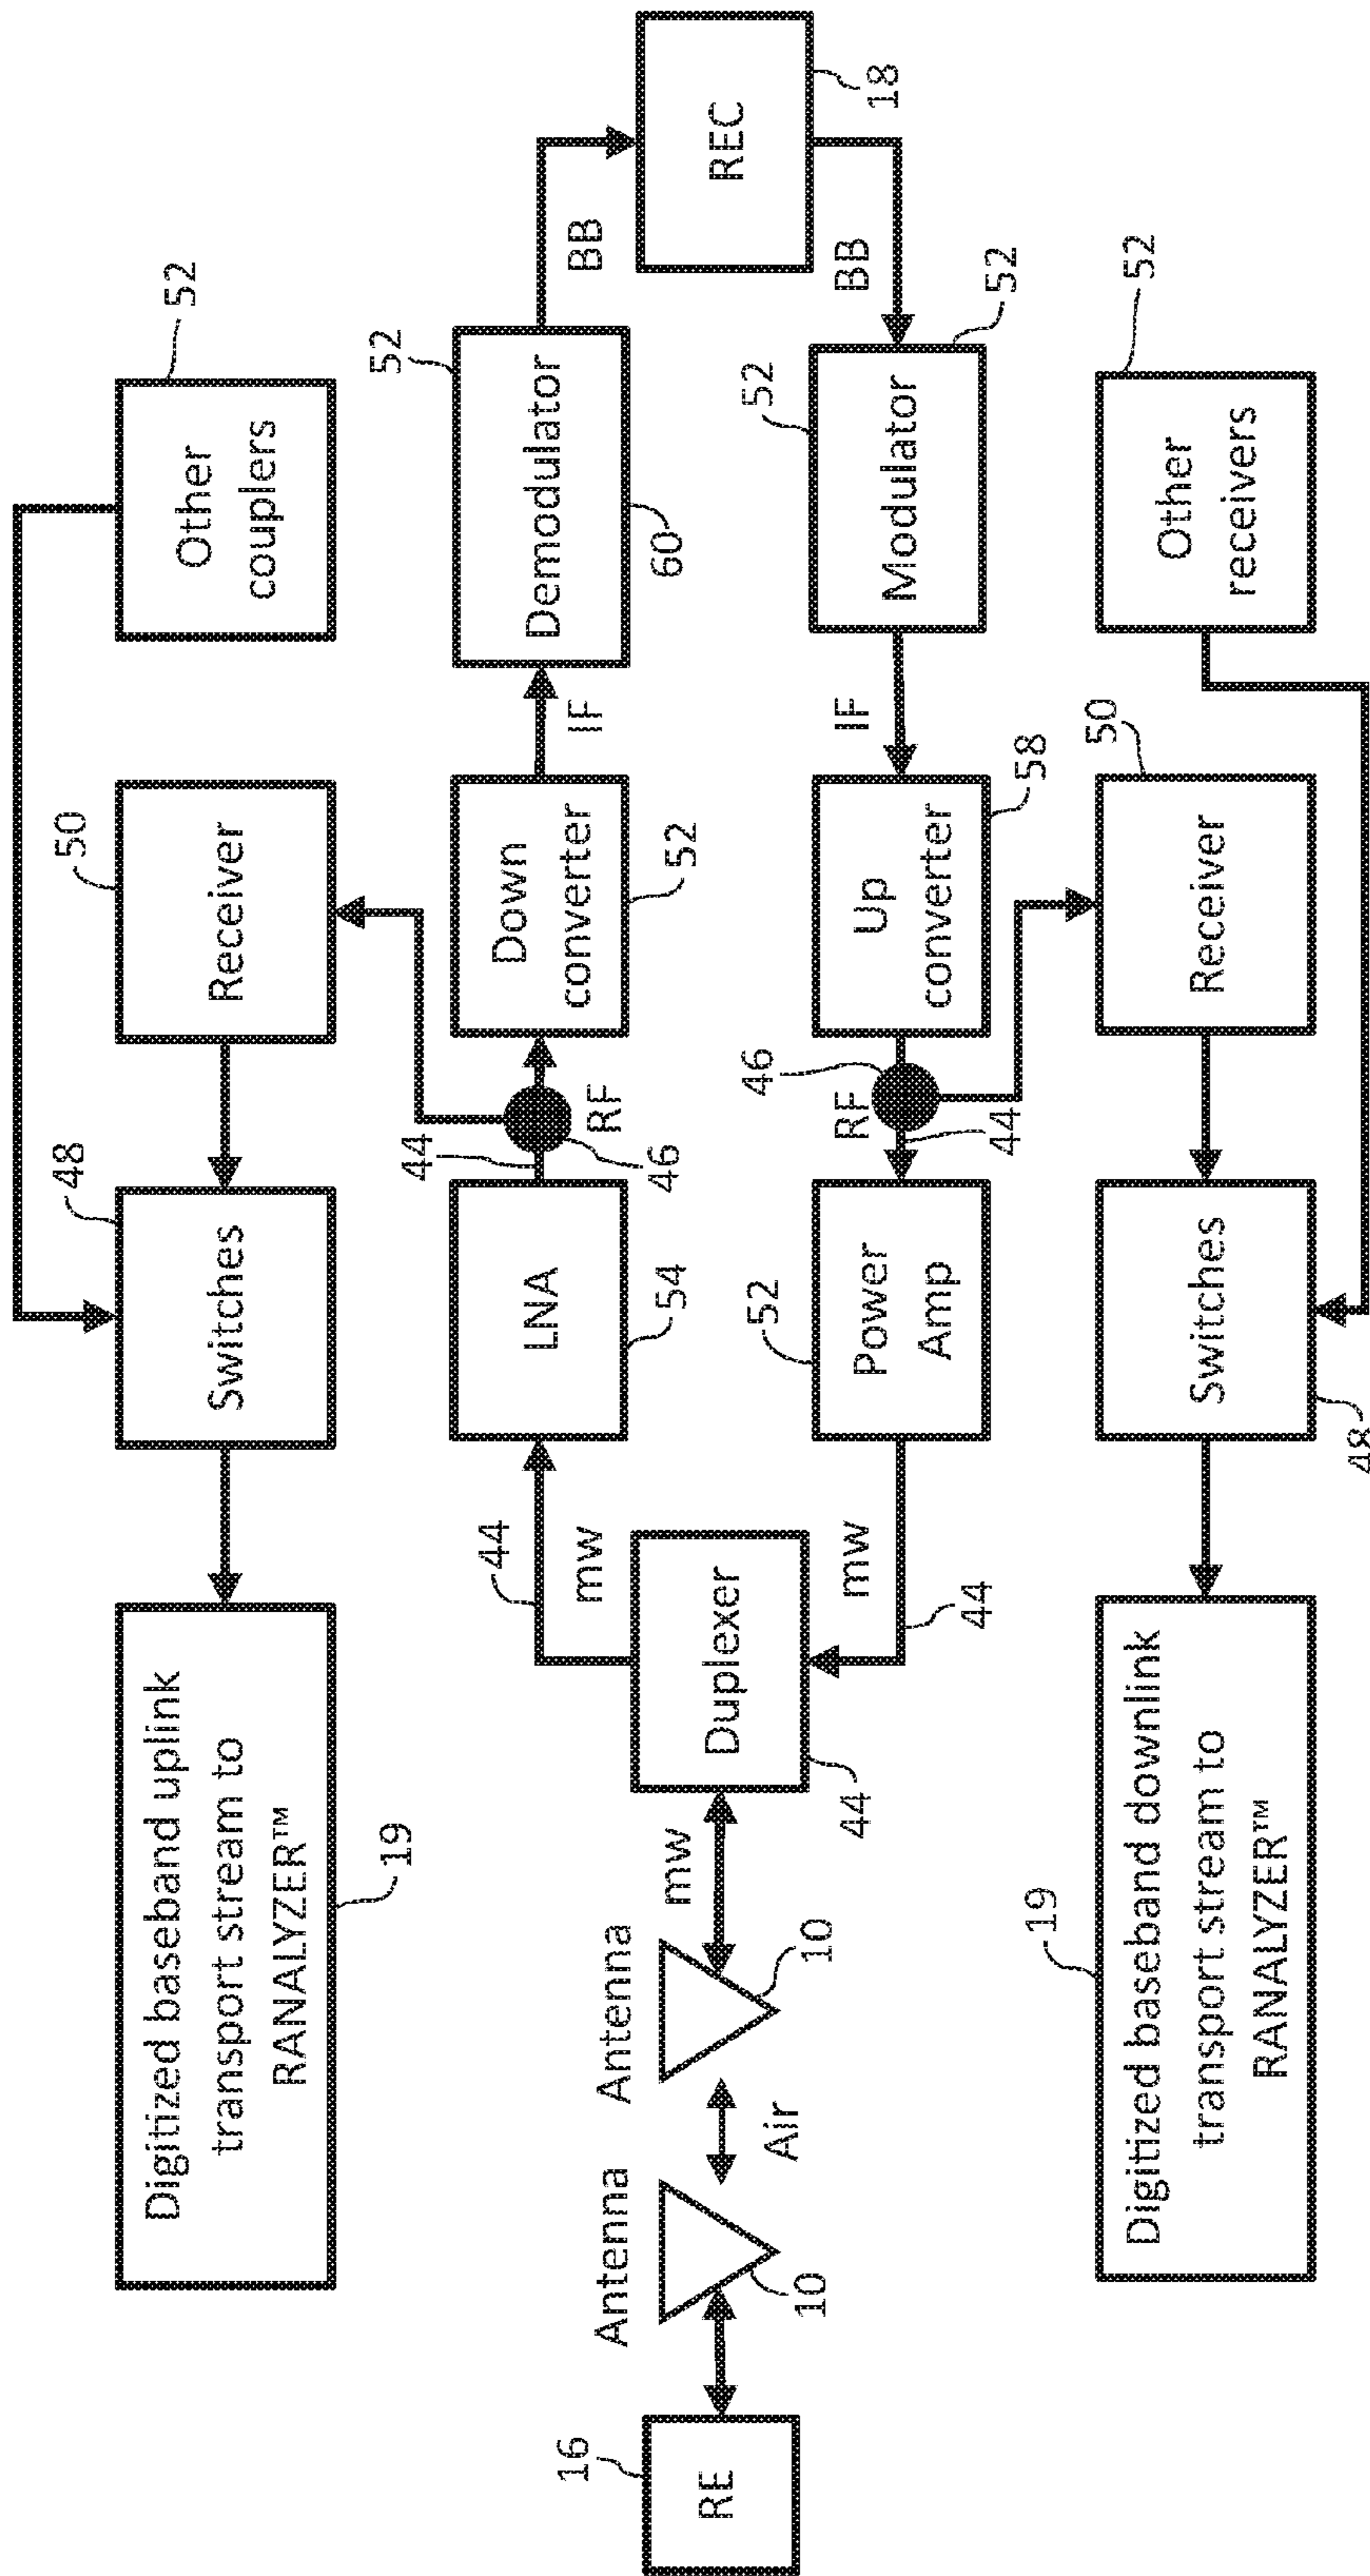 Digitized baseband uplink
transport stream to
RANALYZER™
19
Switches
48
Receiver
50
Other
couplers
52
16
RE
Antenna
10
Air
Antenna
10
mw
Duplexer
44
44
mw
LNA
54
44
46
RF
Down
converter
52
IF
52
Demodulator
60
BB
REC
18
BB
mw
44
52
Power
Amp
RF
46
44
Up
converter
58
IF
52
Modulator
52
19
Digitized baseband downlink
transport stream to
RANALYZER™
Switches
48
Receiver
50
Other
receivers
52